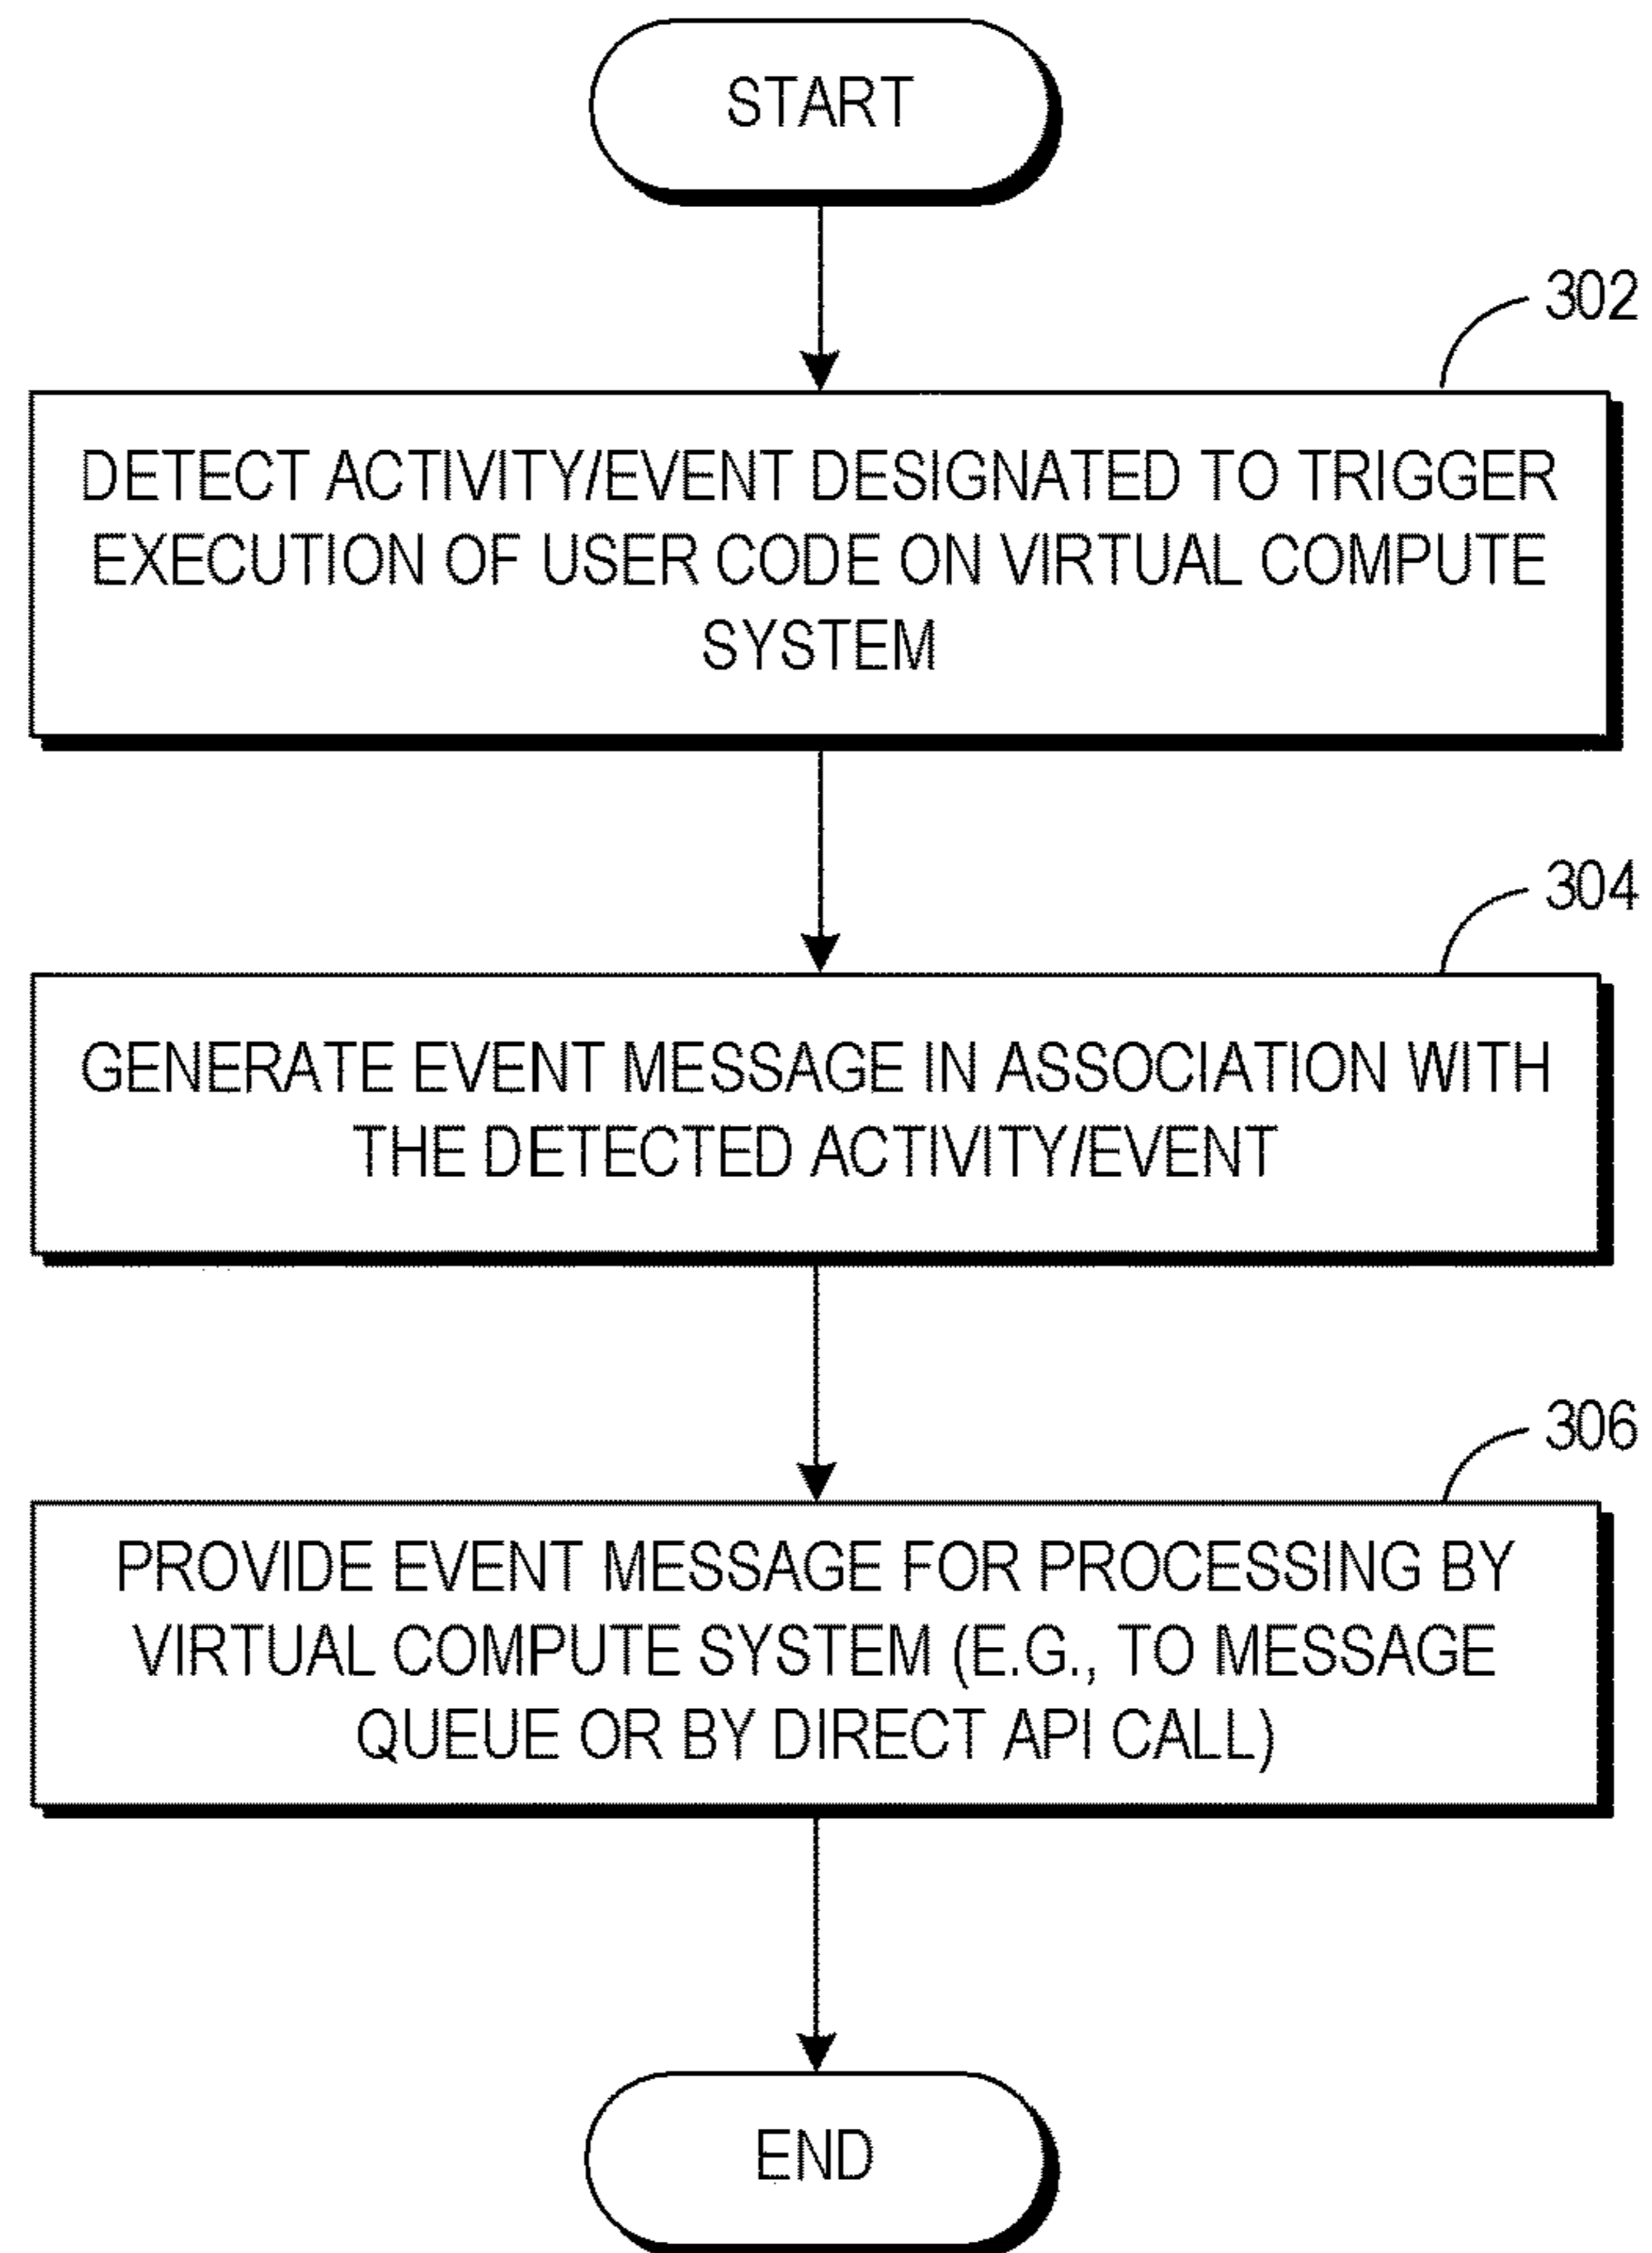 START
302
DETECT ACTIVITY/EVENT DESIGNATED TO TRIGGER
EXECUTION OF USER CODE ON VIRTUAL COMPUTE
SYSTEM
304
GENERATE EVENT MESSAGE IN ASSOCIATION WITH
THE DETECTED ACTIVITY/EVENT
306
PROVIDE EVENT MESSAGE FOR PROCESSING BY
VIRTUAL COMPUTE SYSTEM (E.G., TO MESSAGE
QUEUE OR BY DIRECT API CALL)
END